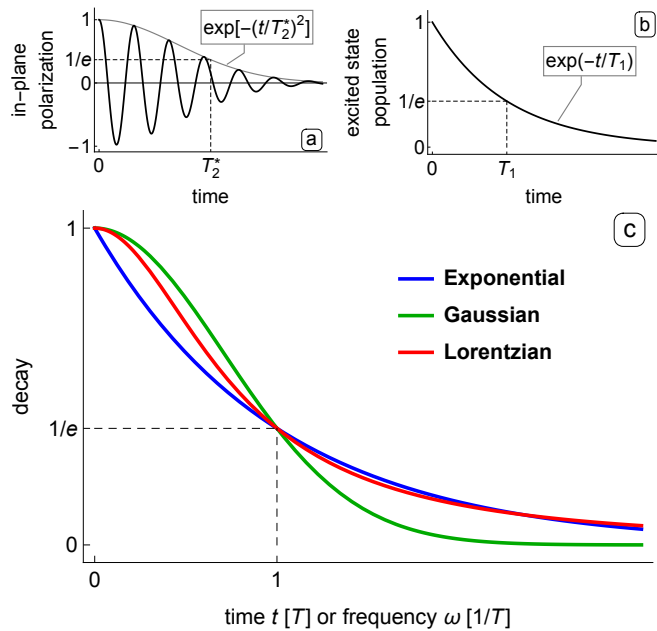 1
1/e
0
−1
in-plane
polarization
exp[-(t/T₂*)²]
a
0
T₂*
time
1
1/e
0
excited state
population
exp(-t/T₁)
b
0
T₁
time
c
1
1/e
0
decay
Exponential
Gaussian
Lorentzian
0
1
time t [T] or frequency ω [1/T]